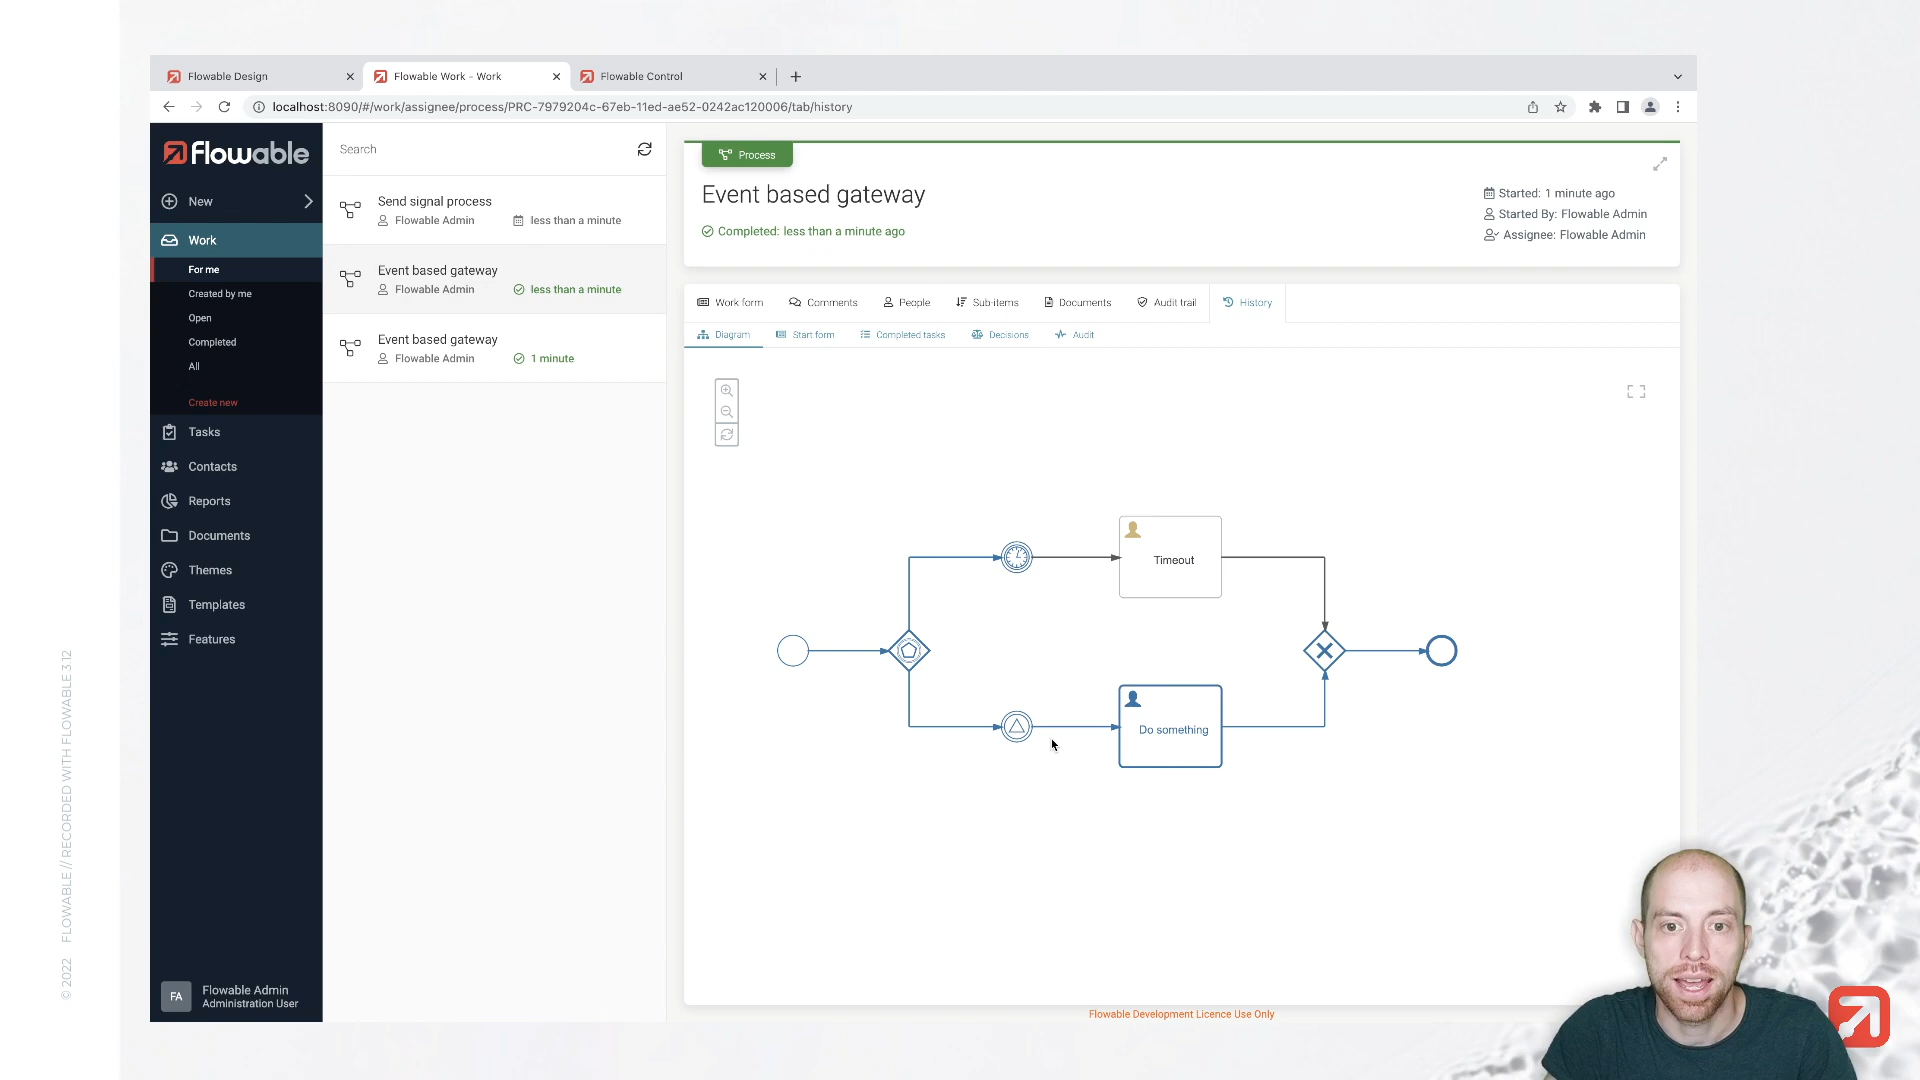 Flowable Design
Flowable Work - Work
Flowable Control
localhost:8090/#/work/assignee/process/PRC-7979204c-67eb-11ed-ae52-0242ac120006/tab/history
Flowable
New
Work
For me
Created by me
Open
Completed
All
Create new
Tasks
Contacts
Reports
Documents
Themes
Templates
Features
FA
Flowable Admin
Administration User
Search
Send signal process
Flowable Admin
less than a minute
Event based gateway
Flowable Admin
less than a minute
Event based gateway
Flowable Admin
1 minute
Process
Event based gateway
Completed: less than a minute ago
Started: 1 minute ago
Started By: Flowable Admin
Assignee: Flowable Admin
Work form
Comments
People
Sub-items
Documents
Audit trail
History
Diagram
Start form
Completed tasks
Decisions
Audit
Timeout
Do something
Flowable Development Licence Use Only
© 2022 FLOWABLE // RECORDED WITH FLOWABLE 3.12